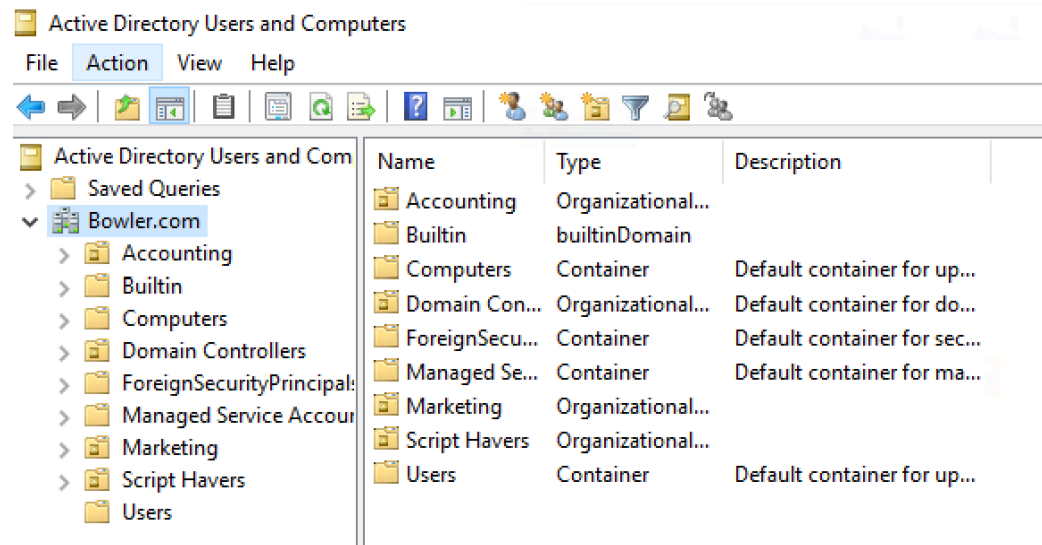 Active Directory Users and Computers
File Action View Help
Active Directory Users and Com
Saved Queries
Bowler.com
Accounting
Builtin
Computers
Domain Controllers
ForeignSecurityPrincipal:
Managed Service Accour
Marketing
Script Havers
Users
Name Type Description
Accounting Organizational...
Builtin builtinDomain
Computers Container Default container for up...
Domain Con... Organizational... Default container for do...
ForeignSecu... Container Default container for sec...
Managed Se... Container Default container for ma...
Marketing Organizational...
Script Havers Organizational...
Users Container Default container for up...